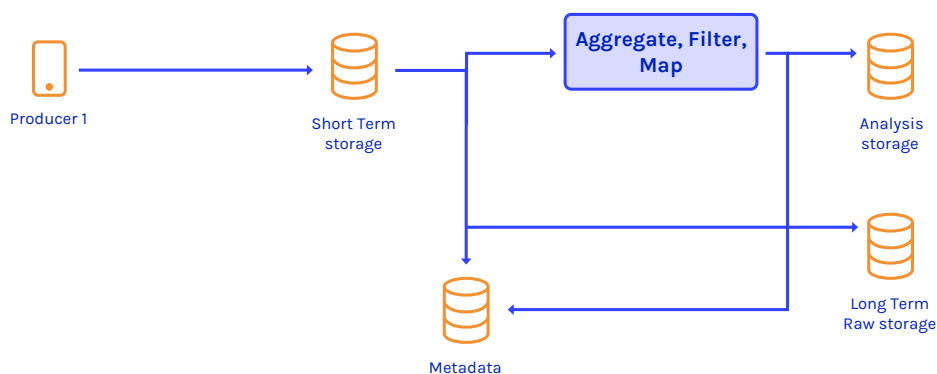 Aggregate, Filter,
Map
Producer 1
Short Term
storage
Analysis
storage
Long Term
Raw storage
Metadata